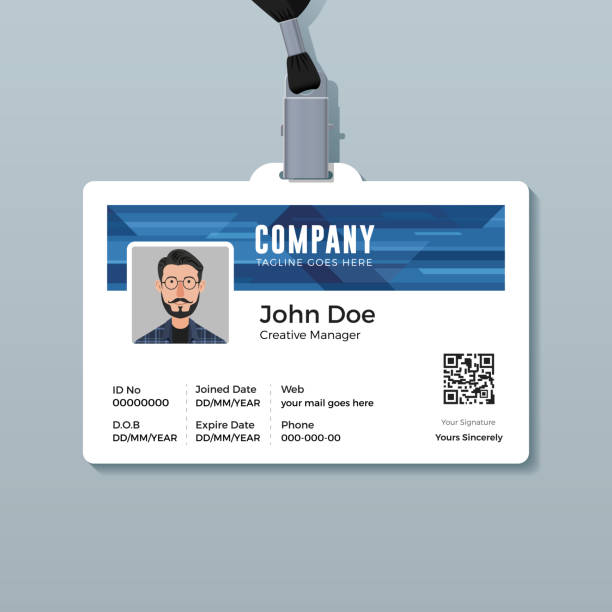 COMPANY
TAGLINE GOES HERE
John Doe
Creative Manager
ID No
00000000
Joined Date
DD/MM/YEAR
Web
your mail goes here
D.O.B
DD/MM/YEAR
Expire Date
DD/MM/YEAR
Phone
000-000-00
Your Signature
Yours Sincerely